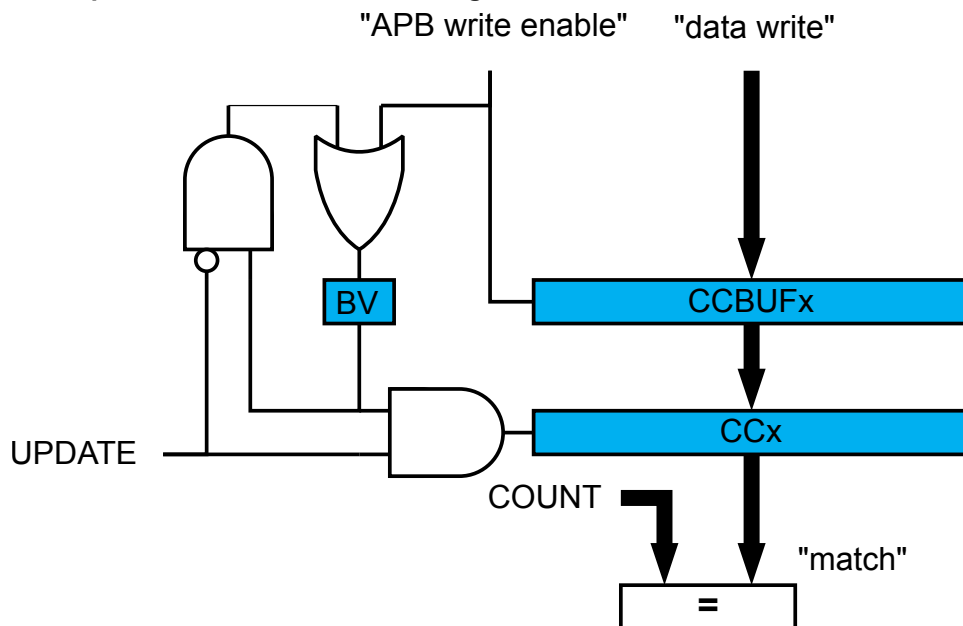 "APB write enable" "data write"
BV
CCBUFx
CCx
UPDATE
COUNT
"match"
=